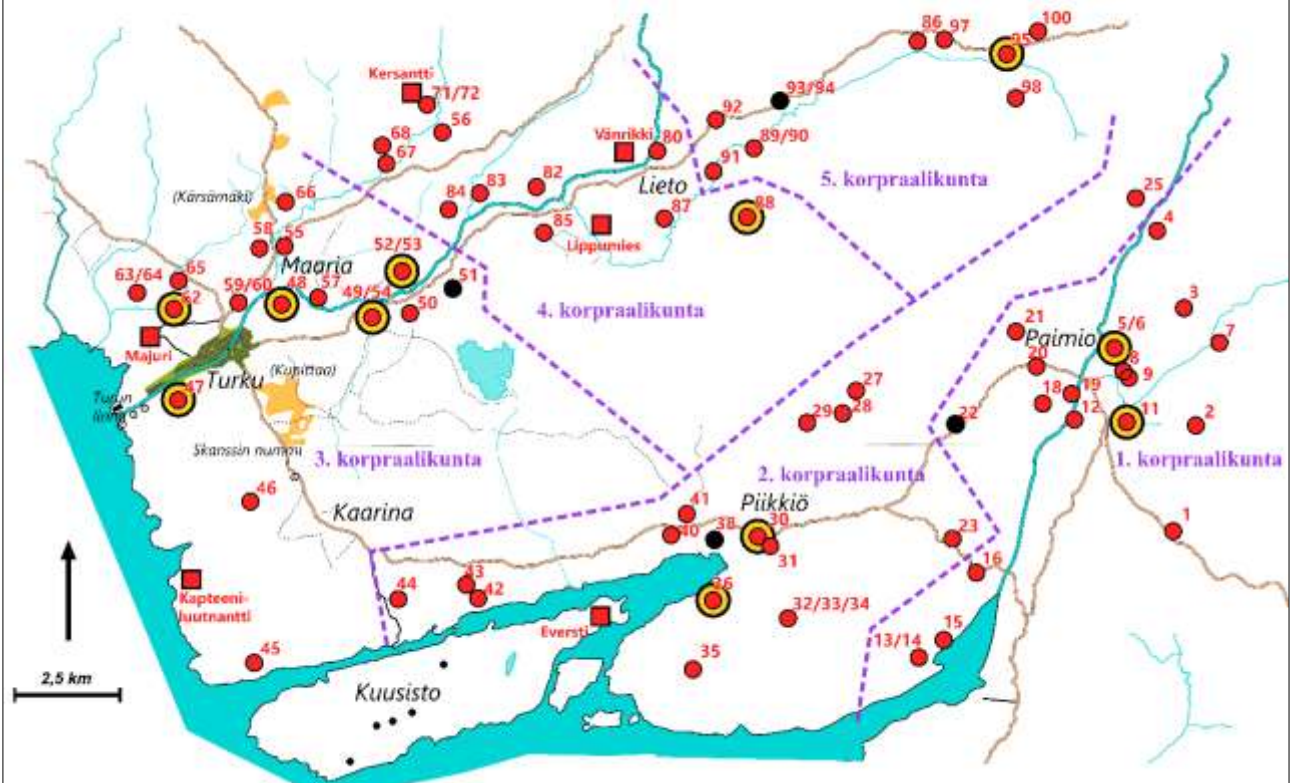 86
97
100
95
Kersantti
71/72
93/94
98
92
56
Vänrikki
80
68
89/90
67
91
82
Lieto
5. korpraalikunta
(Kärsämäki)
66
84
83
25
88
87
4
85
Lippumies
58
55
52/53
Maaria
51
63/64
65
59/60
48
57
3
62
49/54
50
4. korpraalikunta
21
5/6
7
Paimio
Majuri
20
8
9
Turku
(Kupittaa)
47
27
19
18
12
Turun
linna
29
28
22
11
2
Skanssin nummi
3. korpraalikunta
2. korpraalikunta
1. korpraalikunta
46
41
Piikkiö
Kaarina
40
38
30
1
31
23
16
43
44
42
36
Kapteeni-
luutnantti
Eversti
32/33/34
15
13/14
45
35
2,5 km
Kuusisto